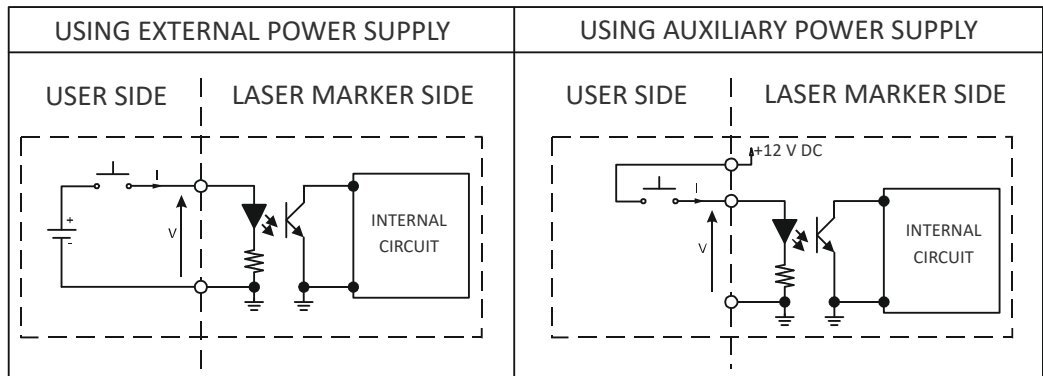 USING EXTERNAL POWER SUPPLY
USING AUXILIARY POWER SUPPLY
USER SIDE
LASER MARKER SIDE
I
+
-
V
INTERNAL
CIRCUIT
USER SIDE
LASER MARKER SIDE
+12 V DC
I
V
INTERNAL
CIRCUIT